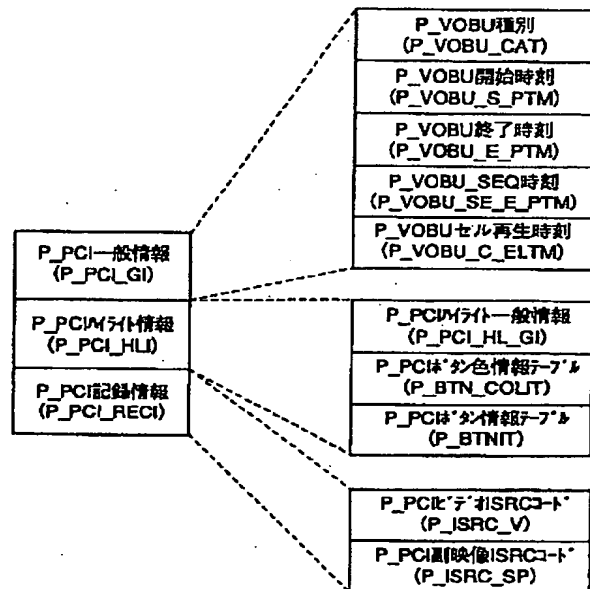 P_VOBU種別
(P_VOBU_CAT)
P_VOBU開始時刻
(P_VOBU_S_PTM)
P_VOBU終了時刻
(P_VOBU_E_PTM)
P_VOBU_SEQ時刻
(P_VOBU_SE_E_PTM)
P_VOBUセル再生時刻
(P_VOBU_C_ELTM)
P_PCI一般情報
(P_PCI_GI)
P_PCIハイライト情報
(P_PCI_HLI)
P_PCI記録情報
(P_PCI_RECI)
P_PCIハイライト一般情報
(P_PCI_HL_GI)
P_PCIボタン色情報テーブル
(P_BTN_COLIT)
P_PCIボタン情報テーブル
(P_BTNIT)
P_PCIビデオISRCコード
(P_ISRC_V)
P_PCI副映像ISRCコード
(P_ISRC_SP)